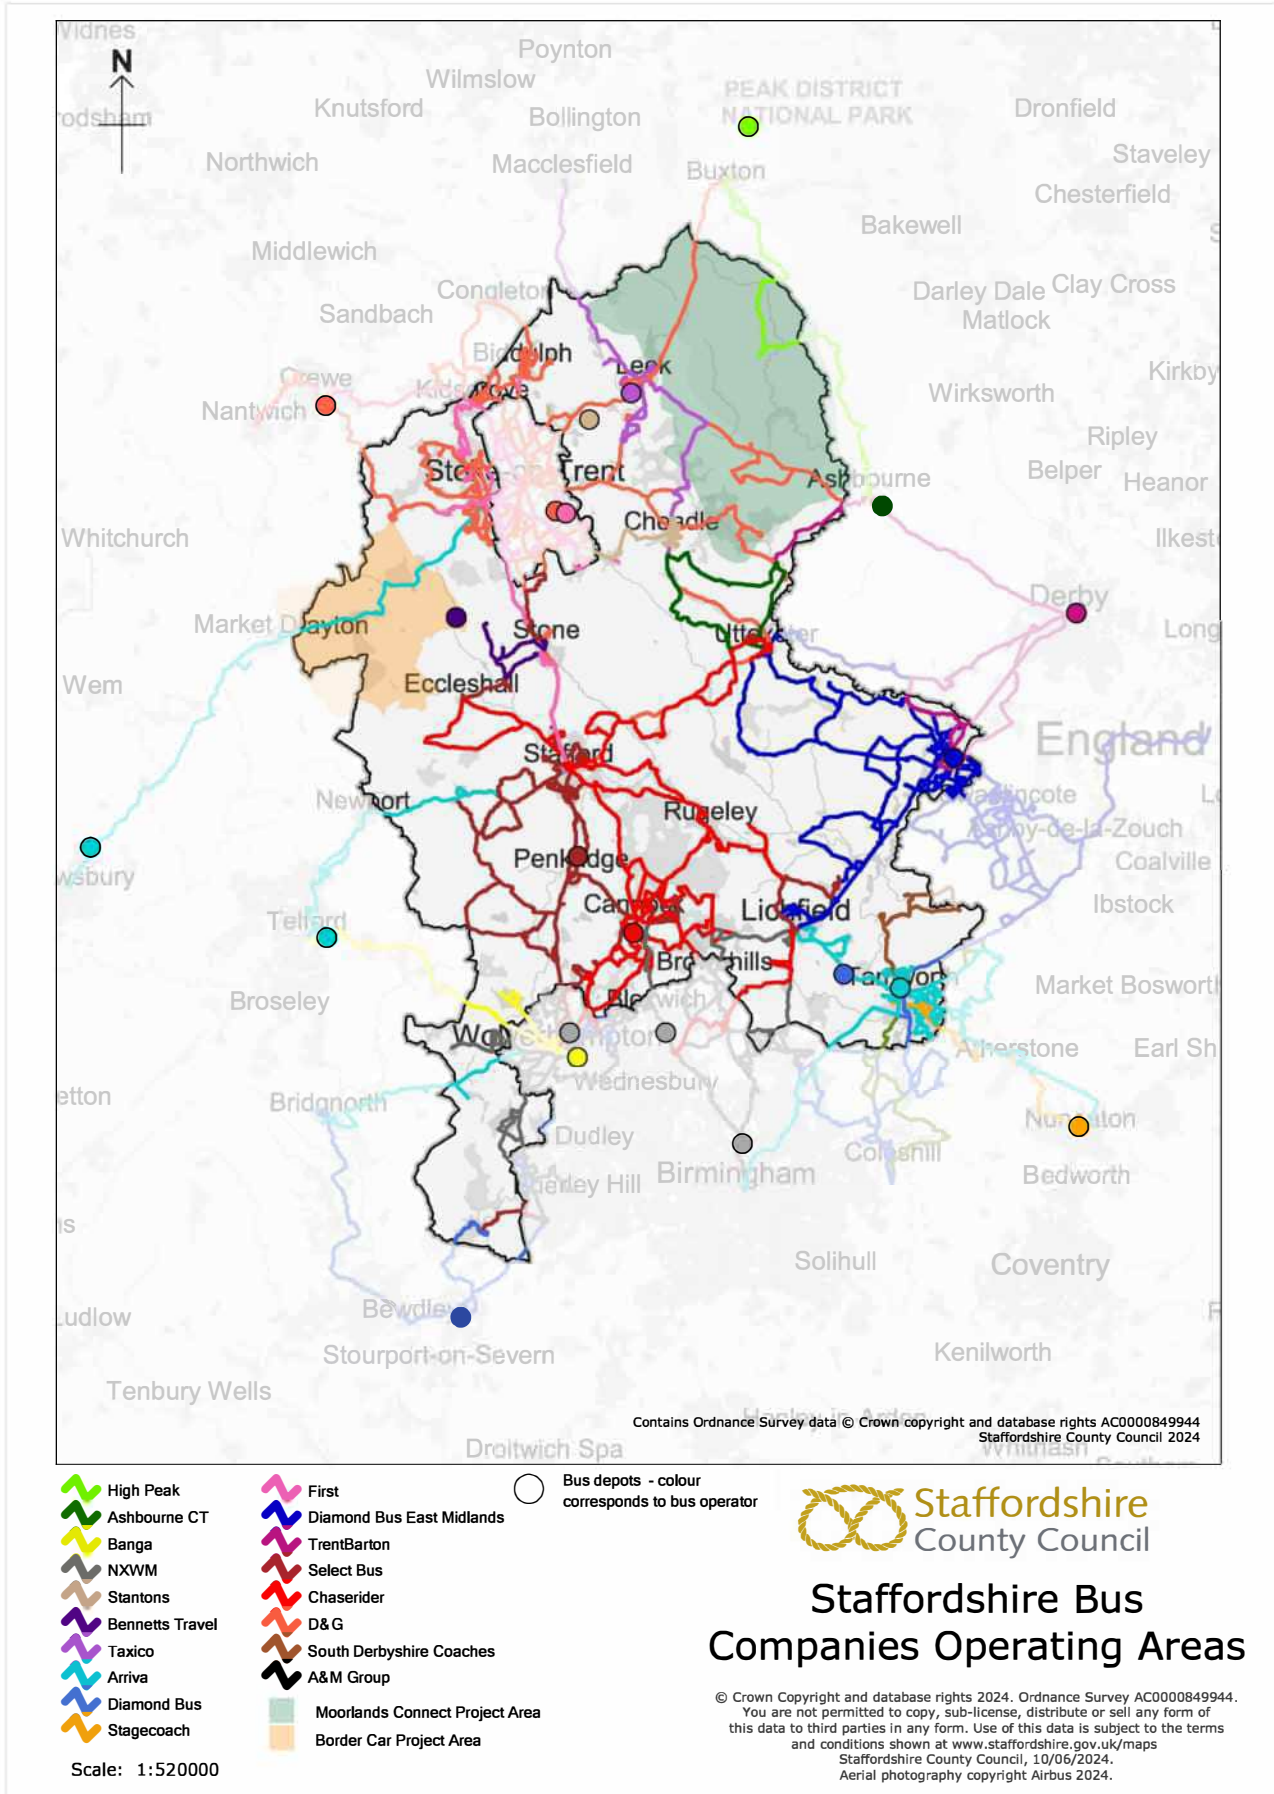 Widnes
Poynton
N
Wilmslow
PEAK DISTRICT
NATIONAL PARK
Knutsford
Bollington
Dronfield
rodsham
Northwich
Macclesfield
Buxton
Staveley
Chesterfield
Bakewell
Middlewich
Congleton
Darley Dale
Clay Cross
Sandbach
Matlock
Biddulph
Leek
Kirkby
Crewe
Wirksworth
Nantwich
Ripley
Trent
Ashbourne
Belper
Heanor
Cheadle
Whitchurch
Ilkest
Derby
Market Drayton
Stone
Uttoxeter
Long
Wem
Eccleshall
England
Stafford
Newport
Rugeley
Ashby-de-la-Zouch
Penkridge
Coalville
wsbury
Cannock
Lichfield
Ibstock
Telford
Brownhills
Tamworth
Market Bosworth
Broseley
Bloxwich
Atherstone
Earl Sh
Wednesbury
etton
Bridgnorth
Nuneaton
Dudley
Coleshill
Birmingham
Bedworth
Solihull
Coventry
Ludlow
Bewdley
Stourport-on-Severn
Kenilworth
Tenbury Wells
Contains Ordnance Survey data © Crown copyright and database rights AC0000849944
Staffordshire County Council 2024
Droitwich Spa
High Peak
Ashbourne CT
Banga
NXWM
Stantons
Bennetts Travel
Taxico
Arriva
Diamond Bus
Stagecoach
Scale: 1:520000
First
Diamond Bus East Midlands
TrentBarton
Select Bus
Chaserider
D&G
South Derbyshire Coaches
A&M Group
Moorlands Connect Project Area
Border Car Project Area
Bus depots - colour
corresponds to bus operator
Staffordshire
County Council
Staffordshire Bus
Companies Operating Areas
© Crown Copyright and database rights 2024. Ordnance Survey AC0000849944.
You are not permitted to copy, sub-license, distribute or sell any form of
this data to third parties in any form. Use of this data is subject to the terms
and conditions shown at www.staffordshire.gov.uk/maps
Staffordshire County Council, 10/06/2024.
Aerial photography copyright Airbus 2024.